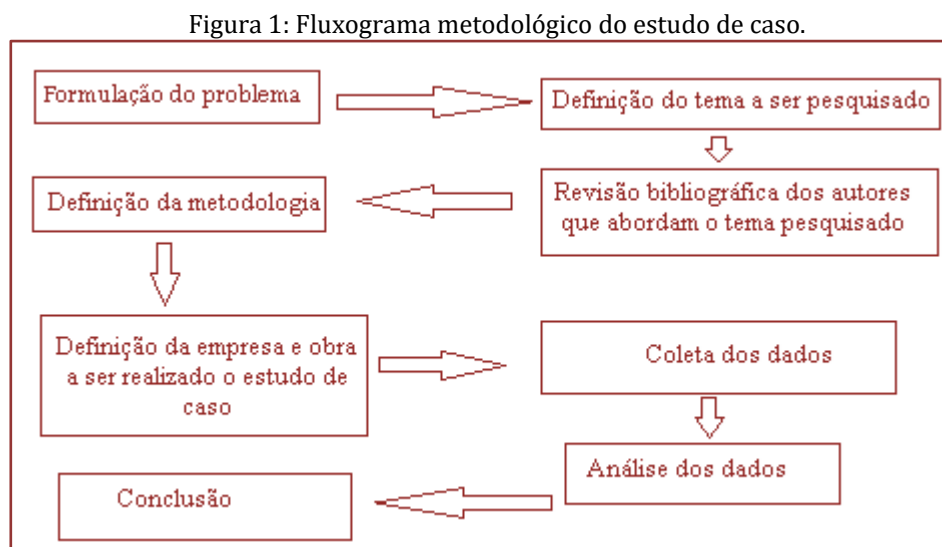 Figura 1: Fluxograma metodológico do estudo de caso.
Formulação do problema
Definição do tema a ser pesquisado
Revisão bibliográfica dos autores
que abordam o tema pesquisado
Definição da metodologia
Definição da empresa e obra
a ser realizado o estudo de
caso
Coleta dos dados
Análise dos dados
Conclusão